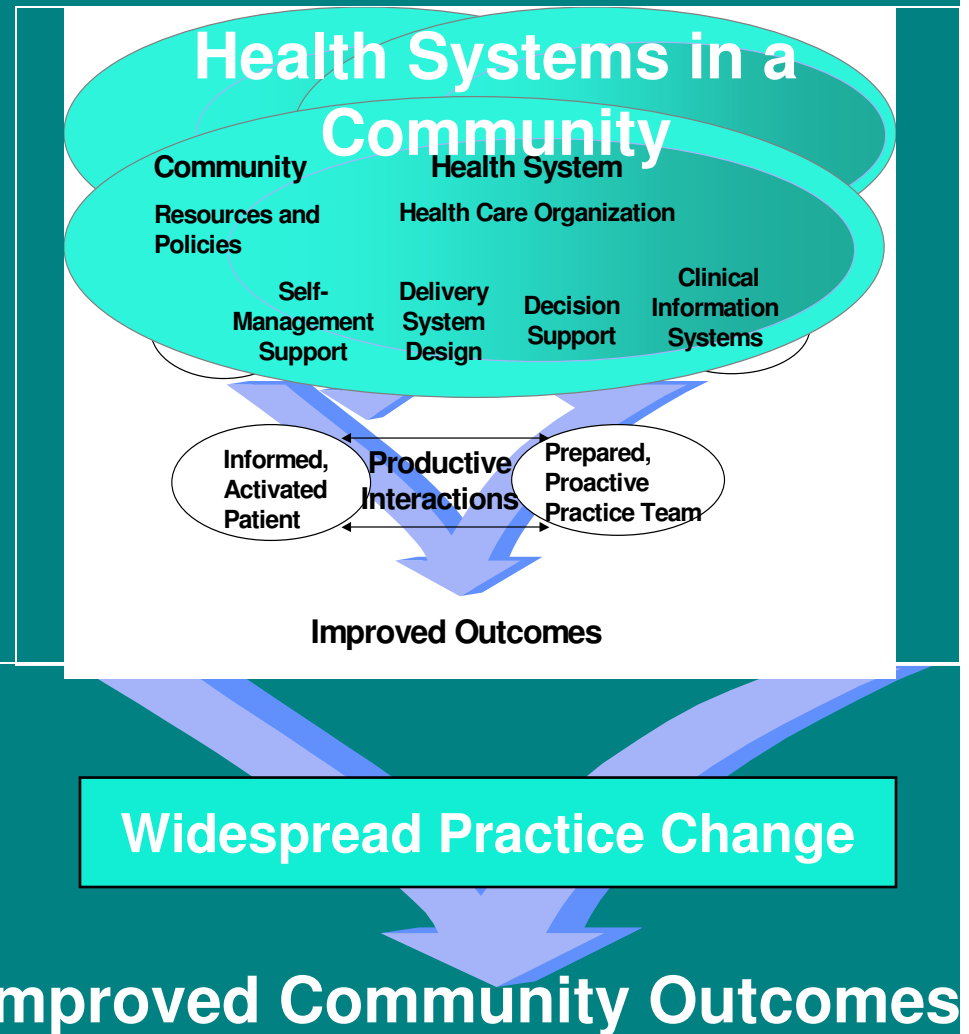 Health Systems in a
Community
Community
Health System
Resources and
Policies
Health Care Organization
Self-
Management
Support
Delivery
System
Design
Decision
Support
Clinical
Information
Systems
Informed,
Activated
Patient
Productive
Interactions
Prepared,
Proactive
Practice Team
Improved Outcomes
Widespread Practice Change
mproved Community Outcomes